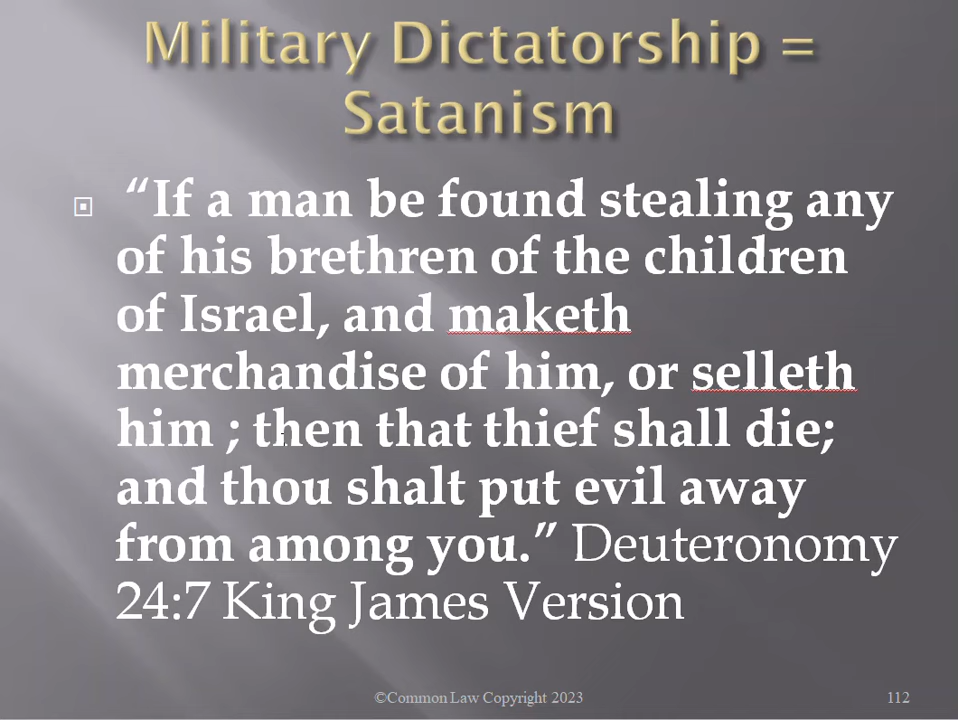 Military Dictatorship =
Satanism
“If a man be found stealing any
of his brethren of the children
of Israel, and maketh
merchandise of him, or selleth
him ; then that thief shall die;
and thou shalt put evil away
from among you.” Deuteronomy
24:7 King James Version
©Common Law Copyright 2023
112